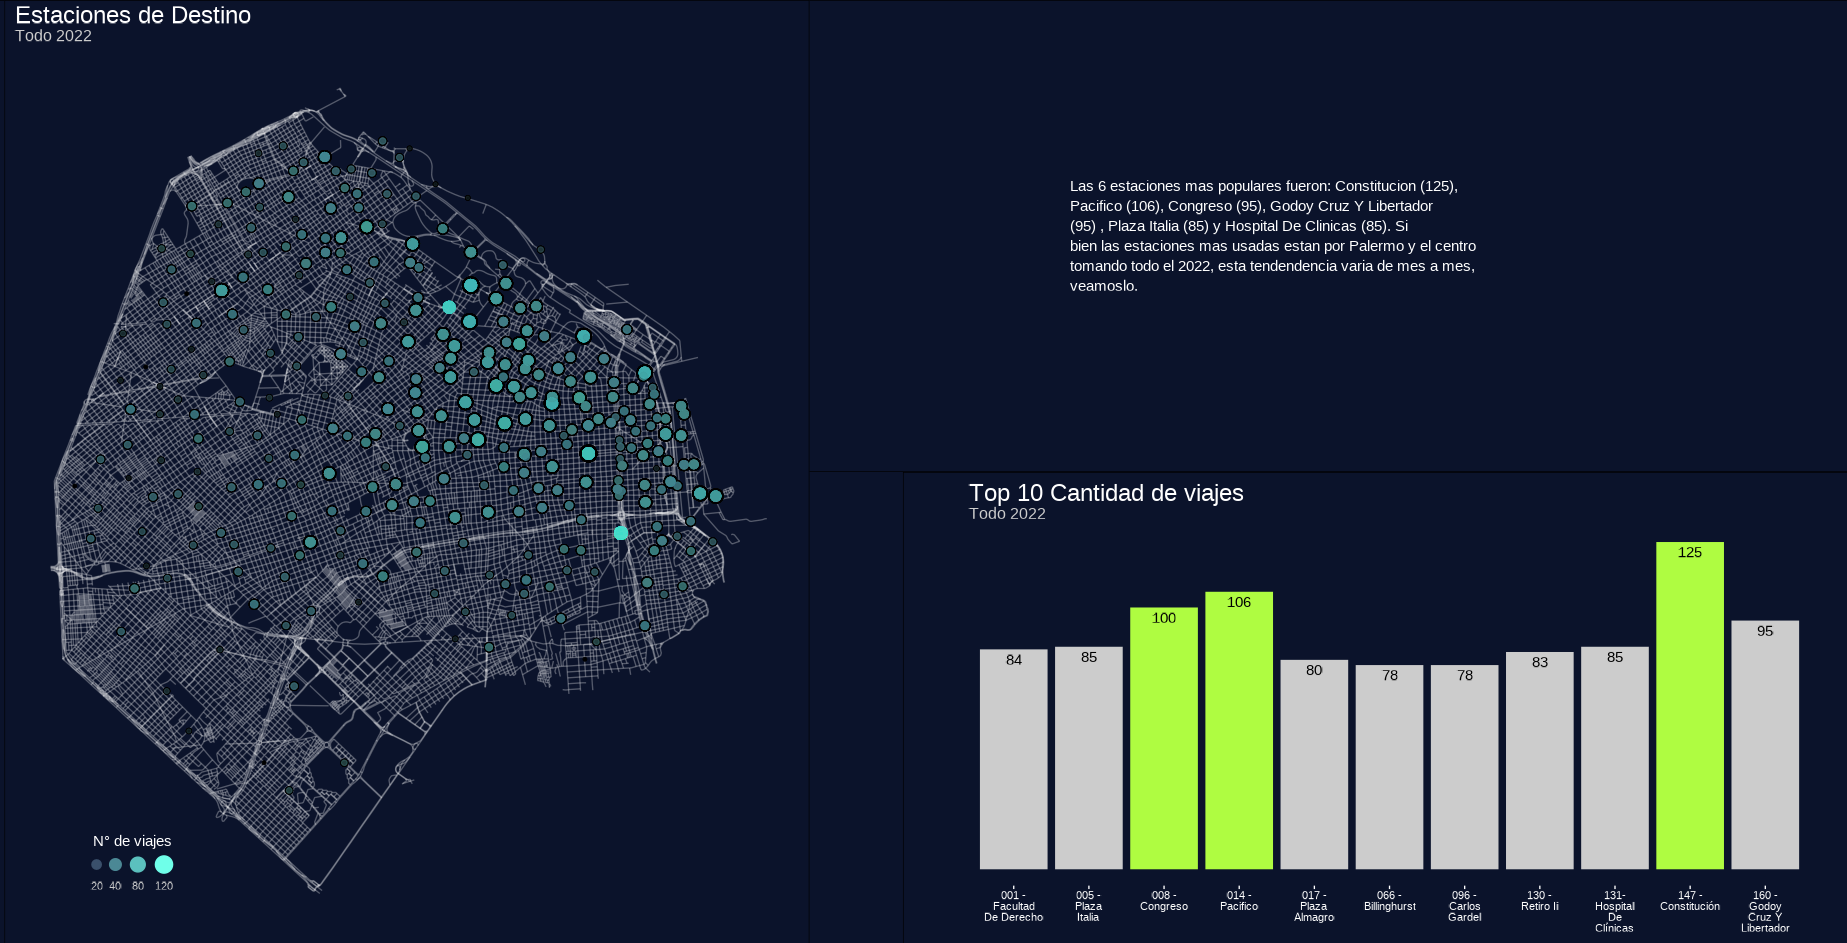 Estaciones de Destino
Todo 2022
Las 6 estaciones mas populares fueron: Constitucion (125),
Pacifico (106), Congreso (95), Godoy Cruz Y Libertador
(95) , Plaza Italia (85) y Hospital De Clinicas (85). Si
bien las estaciones mas usadas estan por Palermo y el centro
tomando todo el 2022, esta tendendencia varia de mes a mes,
veamoslo.
N° de viajes
20 40 80 120
Top 10 Cantidad de viajes
Todo 2022
84 85 100 106 80 78 78 83 85 125 95
001 -
Facultad
De Derecho
005 -
Plaza
Italia
008 -
Congreso
014 -
Pacifico
017 -
Plaza
Almagro
066 -
Billinghurst
096 -
Carlos
Gardel
130 -
Retiro Ii
131-
Hospital
De
Clínicas
147 -
Constitución
160 -
Godoy
Cruz Y
Libertador